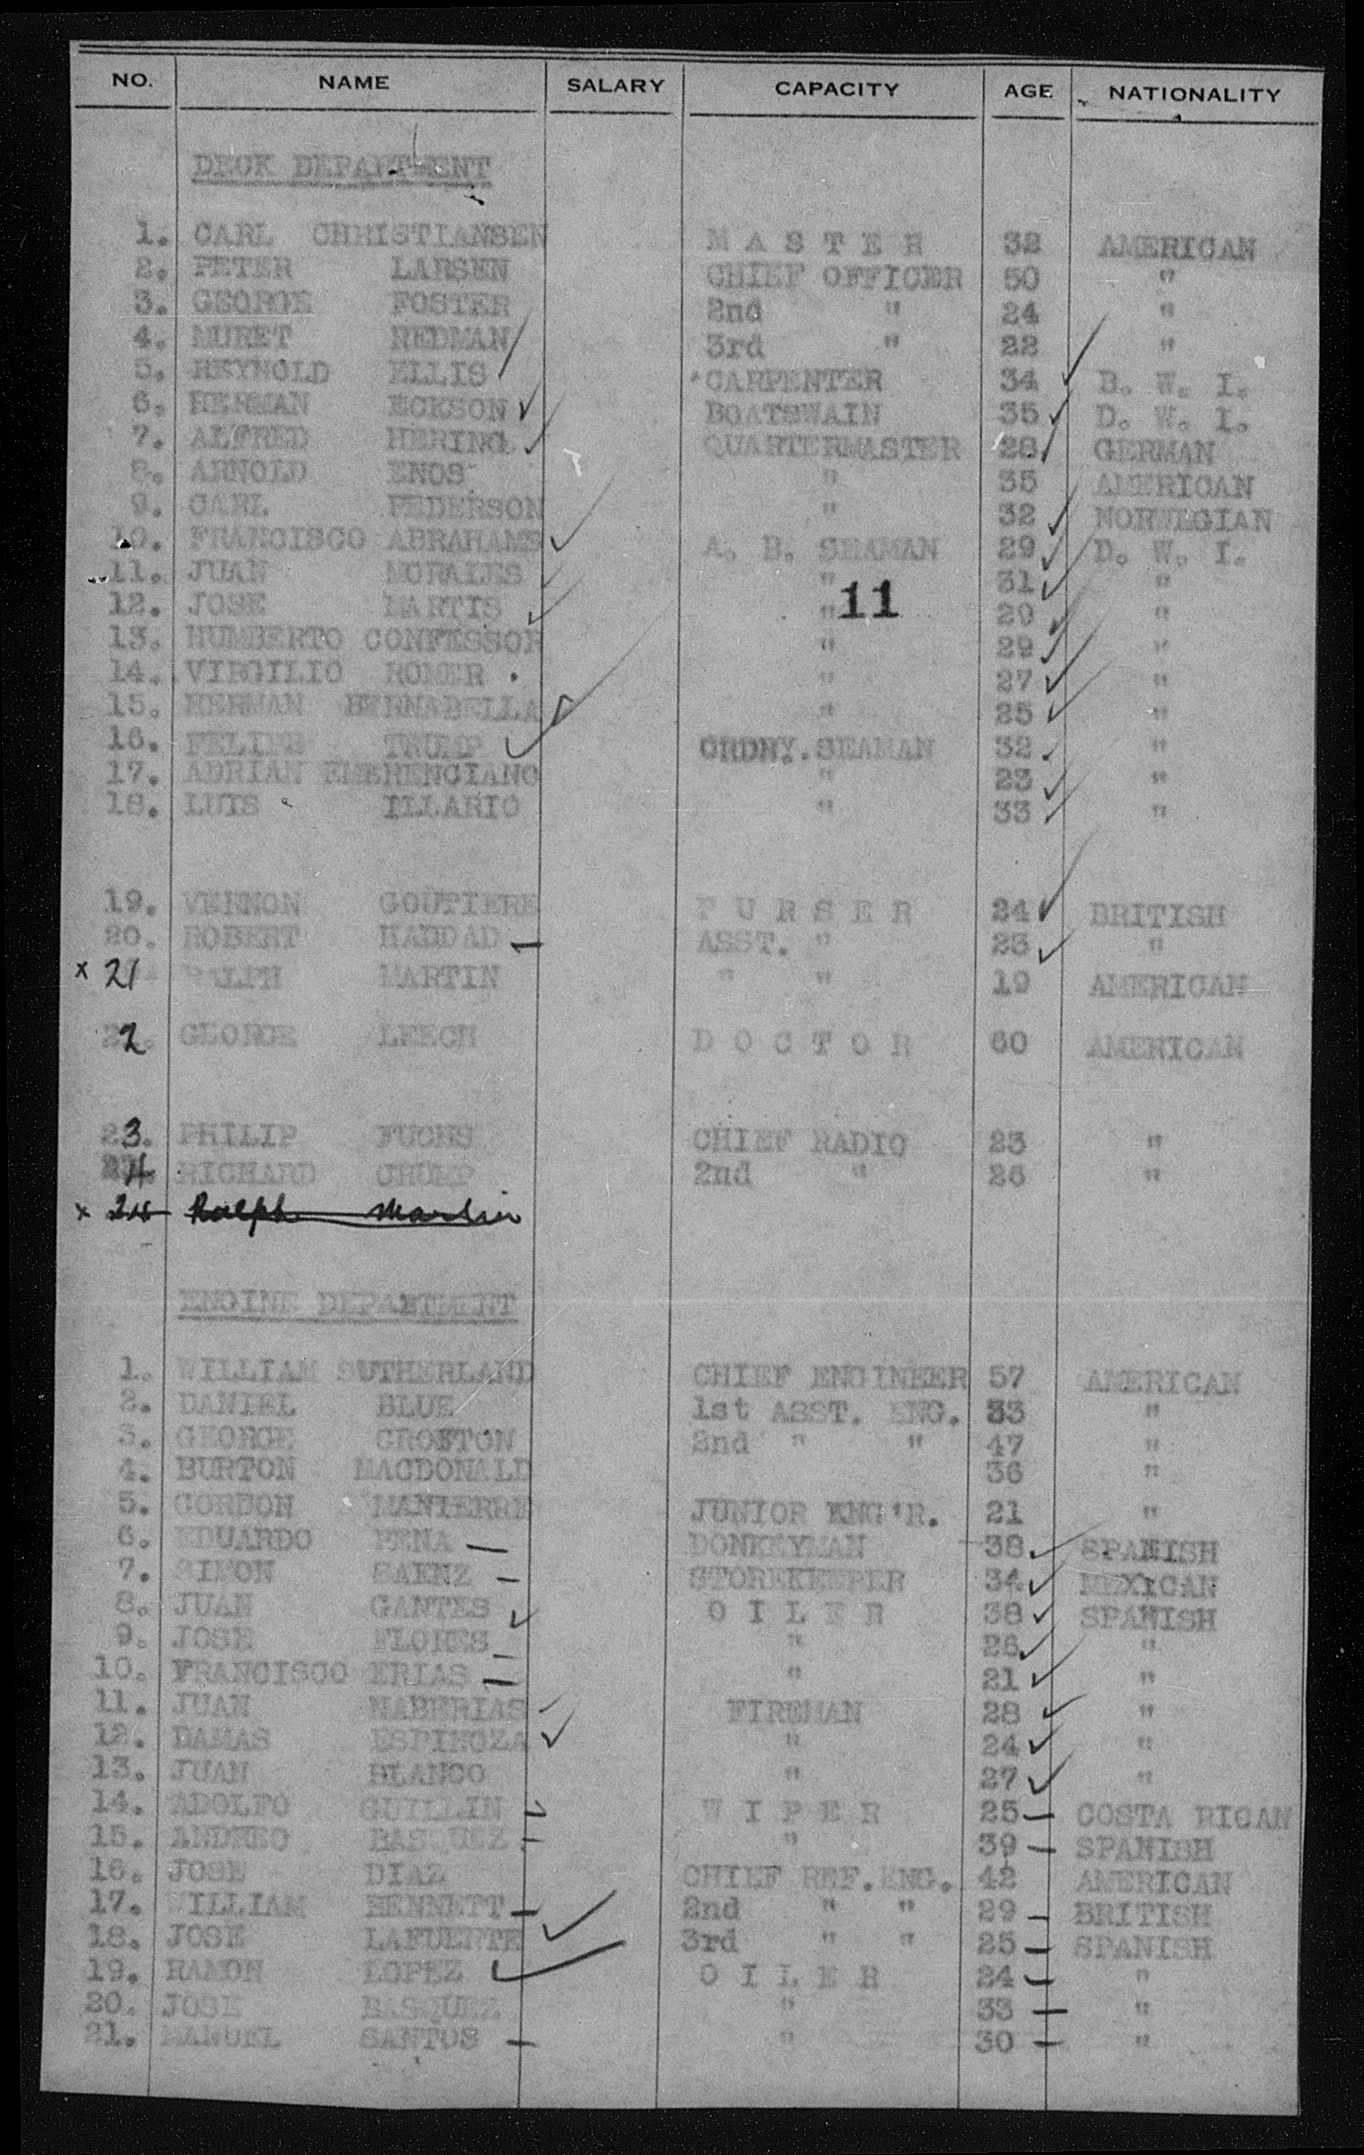 NO. NAME SALARY CAPACITY AGE NATIONALITY
DECK DEPARTMENT
1. CARL CHRISTIANSEN M A S T E R 32 AMERICAN
2. PETER LARSEN CHIEF OFFICER 50 "
3. GEORGE FOSTER 2nd " 24 "
4. MURET REDMAN 3rd " 22 "
5. REYNOLD ELLIS CARPENTER 34 B. W. I.
6. HERMAN ECKSON BOATSWAIN 35 D. W. I.
7. ALFRED HERING QUARTERMASTER 28 GERMAN
8. ARNOLD ENOS " 35 AMERICAN
9. CARL PEDERSON " 32 NORWEGIAN
10. FRANCISCO ABRAHAMS A. B. SEAMAN 29 D. W. I.
11. JUAN MORALES " 31 "
12. JOSE MARTIS " 11 29 "
13. HUMBERTO CONFESSOR " 29 "
14. VIRGILIO ROMER " 27 "
15. HERMAN BERNABELLA " 25 "
16. FELIPE TRUMP ORDNY. SEAMAN 32 "
17. ADRIAN EMERENCIANO " 23 "
18. LUIS ILLARIO " 33 "
19. VERNON GOUTIERE P U R S E R 24 BRITISH
20. ROBERT HADDAD ASST. " 23 "
x 21 RALPH MARTIN " " 19 AMERICAN
22. GEORGE LEECH D O C T O R 60 AMERICAN
23. PHILIP FUCHS CHIEF RADIO 23 "
24. RICHARD CRUMP 2nd " 26 "
x 24 Ralph Martin
ENGINE DEPARTMENT
1. WILLIAM SUTHERLAND CHIEF ENGINEER 57 AMERICAN
2. DANIEL BLUE 1st ASST. ENG. 33 "
3. GEORGE CROSTON 2nd " " 47 "
4. BURTON MACDONALD 36 "
5. GORDON MANIERRE JUNIOR ENG'R. 21 "
6. EDUARDO PENA DONKEYMAN 38 SPANISH
7. SIMON SAENZ STOREKEEPER 34 MEXICAN
8. JUAN GANTES O I L E R 38 SPANISH
9. JOSE FLORES " 26 "
10. FRANCISCO ERIAS " 21 "
11. JUAN MABERIAS FIREMAN 28 "
12. DAMAS ESPINOZA " 24 "
13. JUAN BLANCO " 27 "
14. ADOLFO GUILLIN W I P E R 25 COSTA RICAN
15. ANDREO BASQUEZ " 39 SPANISH
16. JOSE DIAZ CHIEF REF. ENG. 42 AMERICAN
17. WILLIAM BENNETT 2nd " " 29 BRITISH
18. JOSE LAFUENTE 3rd " " 25 SPANISH
19. RAMON LOPEZ O I L E R 24 "
20. JOSE BASQUEZ " 33 "
21. MANUEL SANTOS " 30 "